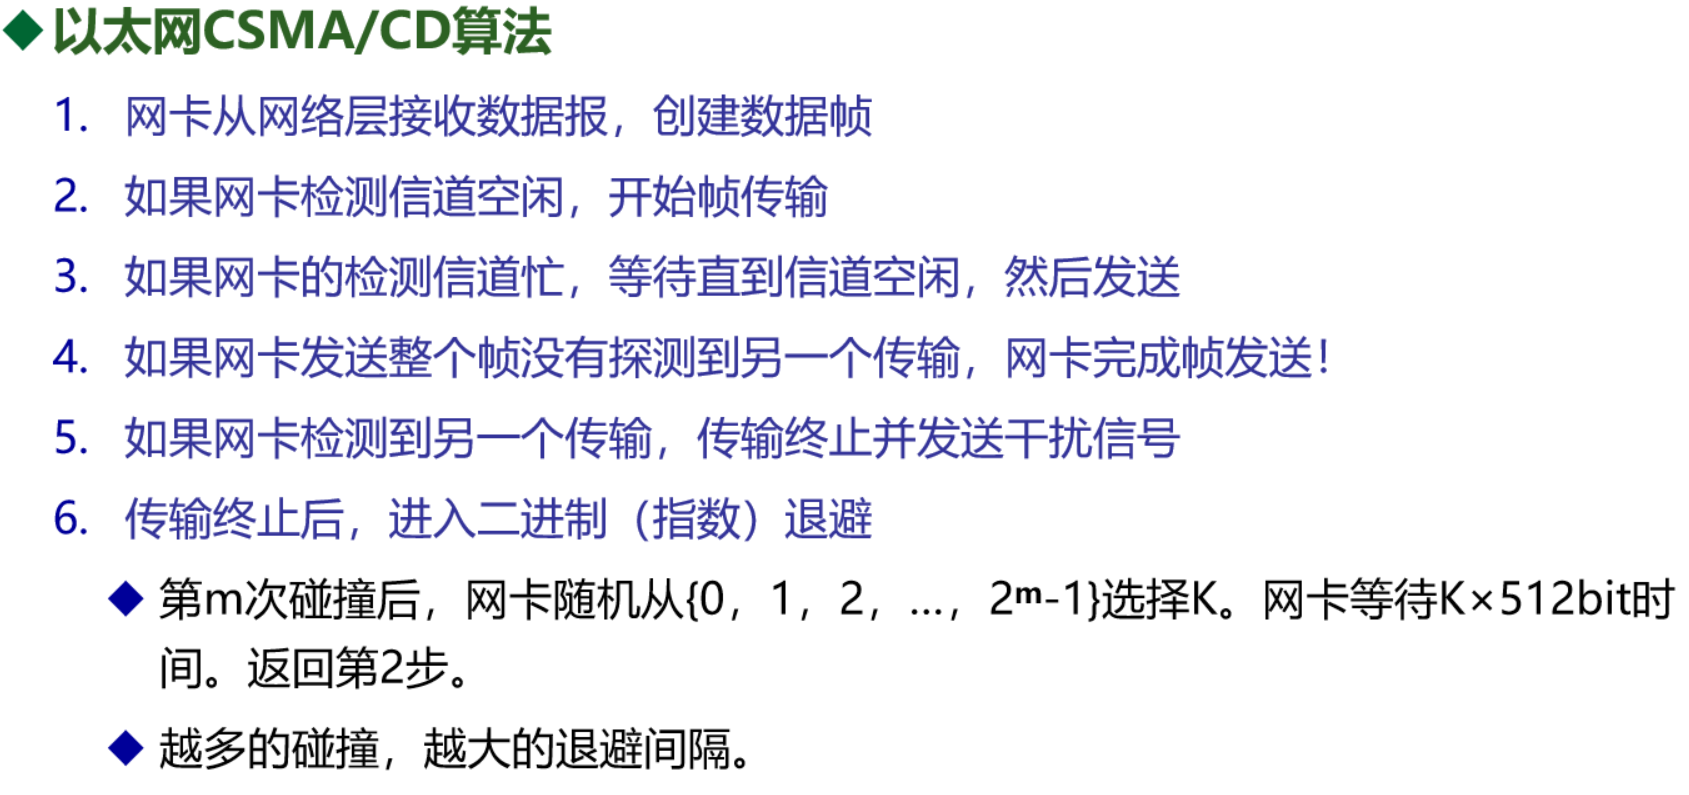 以太网CSMA/CD算法
1. 网卡从网络层接收数据报，创建数据帧
2. 如果网卡检测信道空闲，开始帧传输
3. 如果网卡的检测信道忙，等待直到信道空闲，然后发送
4. 如果网卡发送整个帧没有探测到另一个传输，网卡完成帧发送！
5. 如果网卡检测到另一个传输，传输终止并发送干扰信号
6. 传输终止后，进入二进制（指数）退避
第m次碰撞后，网卡随机从{0，1，2，…，2ᵐ-1}选择K。网卡等待K×512bit时
间。返回第2步。
越多的碰撞，越大的退避间隔。